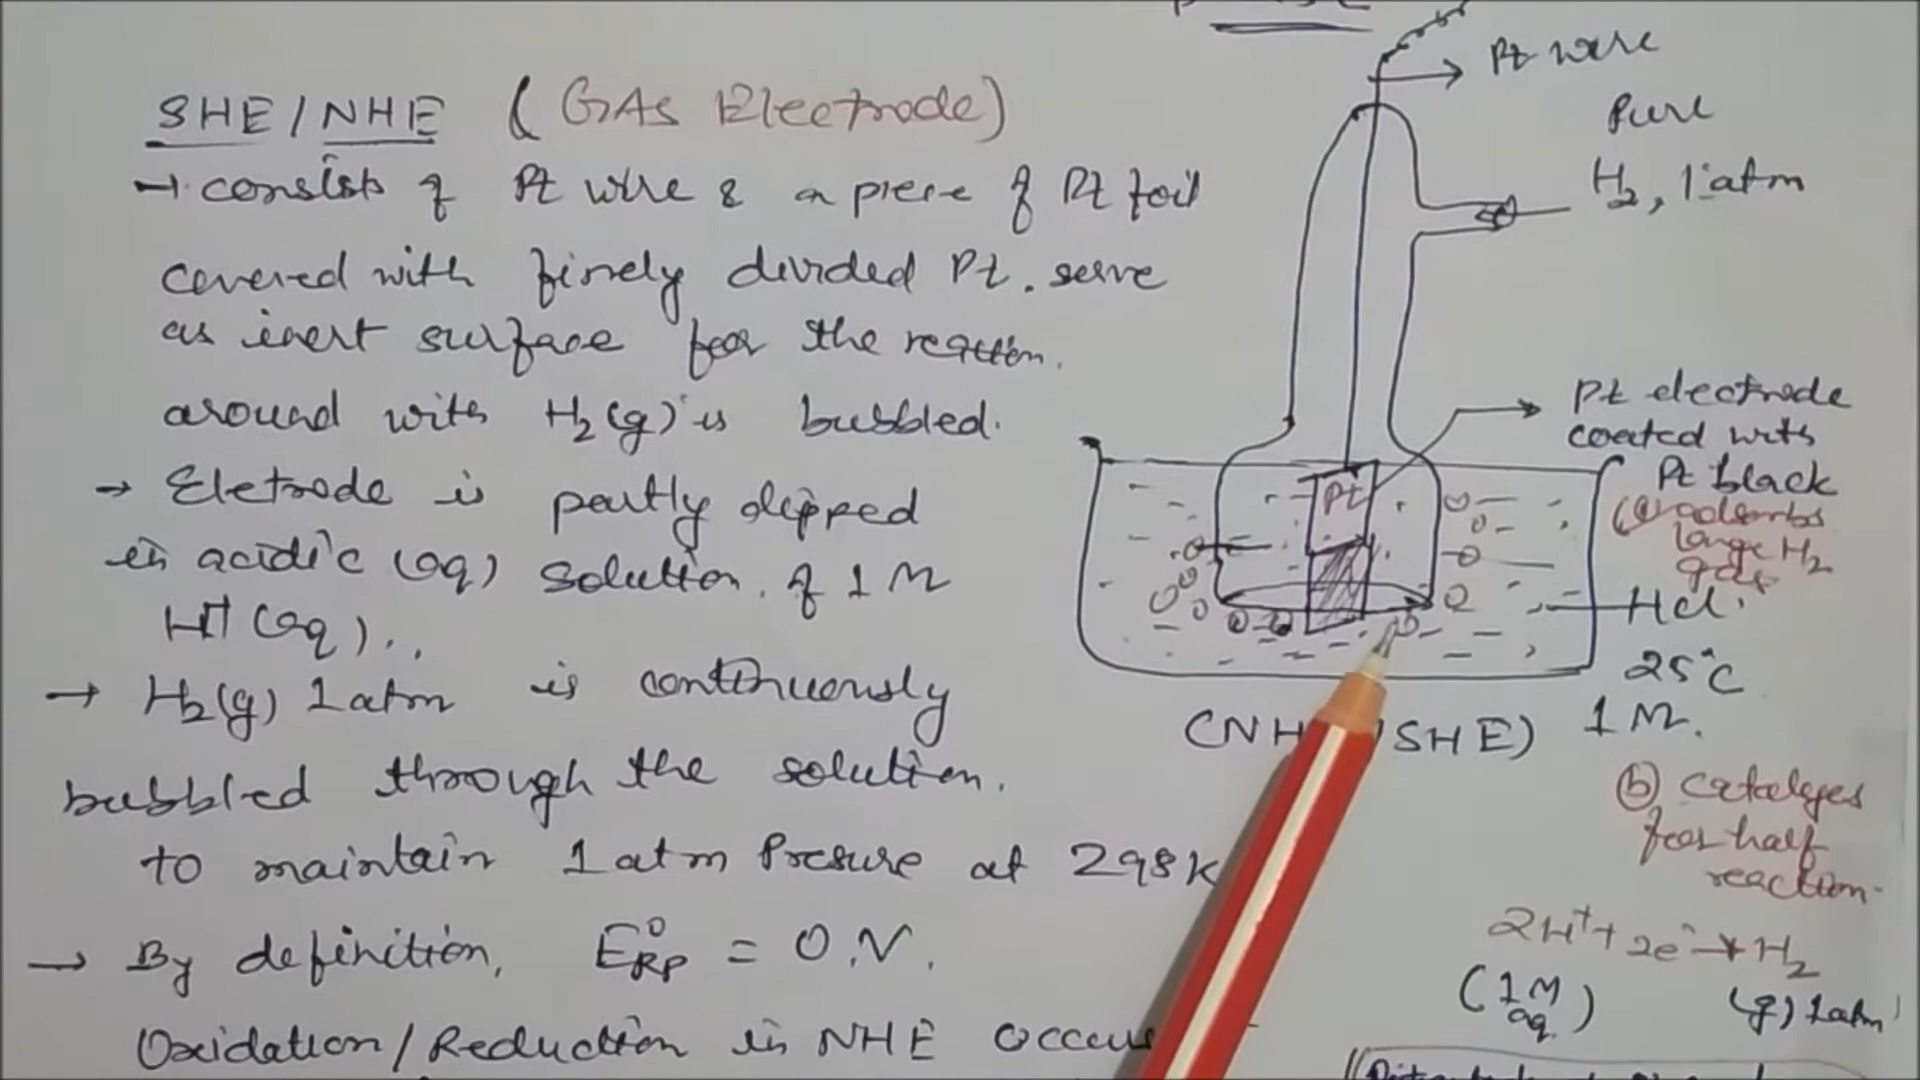 SHE/NHE (GAs Electrode)
→ consists of Pt wire & a piece of Pt foil
covered with finely divided Pt. serve
as inert surface for the reaction.
around with H₂(g) is bubbled.
→ Eletrode is partly dipped
in acidic (aq) solution. of 1 M
H⁺(aq)..
→ H₂(g) 1 atm is continuously
bubbled through the solution.
to maintain 1 atm Presure at 298K
→ By definition, E°RP = 0.V.
Oxidation/Reduction in NHE occurs
Pt wire
Pure
H₂, 1 atm
Pt electrode
coated with
Pt black
(a) adsorbs
large H₂
gas
Pt
HCl.
25°C
1 M.
(NH SHE)
(b) catalyses
for half
reaction.
2H⁺ + 2e⁻ → H₂
(1M aq) (g) 1atm